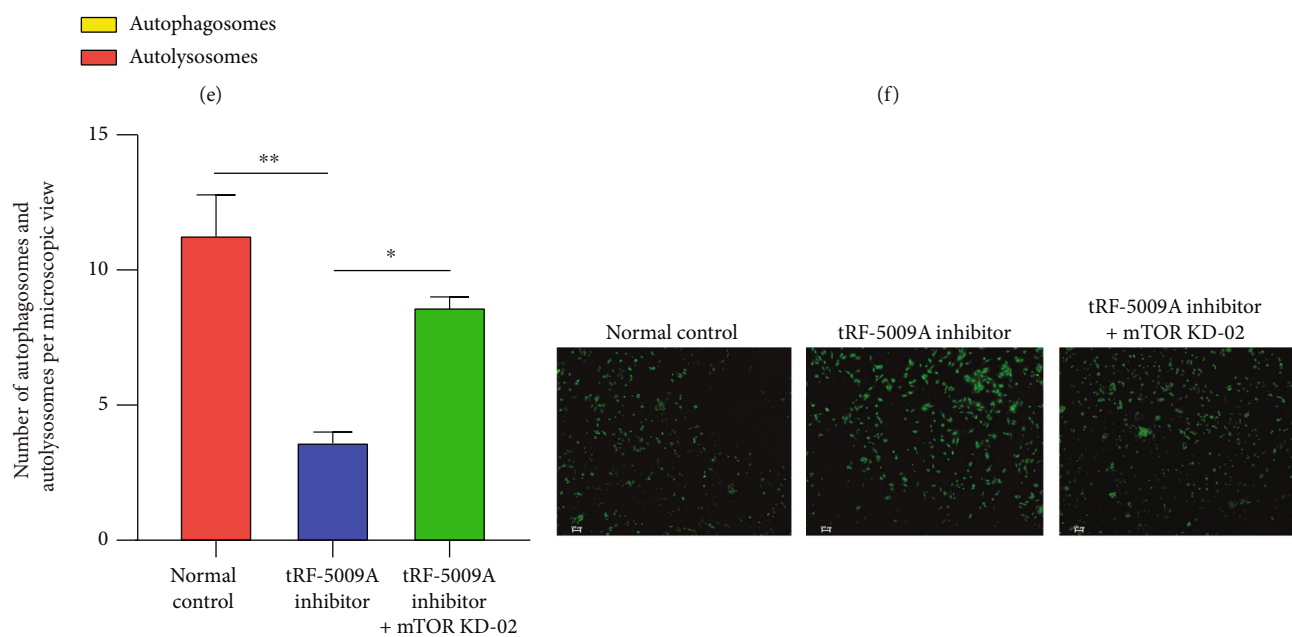 Autophagosomes
Autolysosomes
(e)
(f)
Number of autophagosomes and
autolysosomes per microscopic view
15
10
5
0
**
*
Normal
control
tRF-5009A
inhibitor
tRF-5009A
inhibitor
+ mTOR KD-02
Normal control
tRF-5009A inhibitor
tRF-5009A inhibitor
+ mTOR KD-02